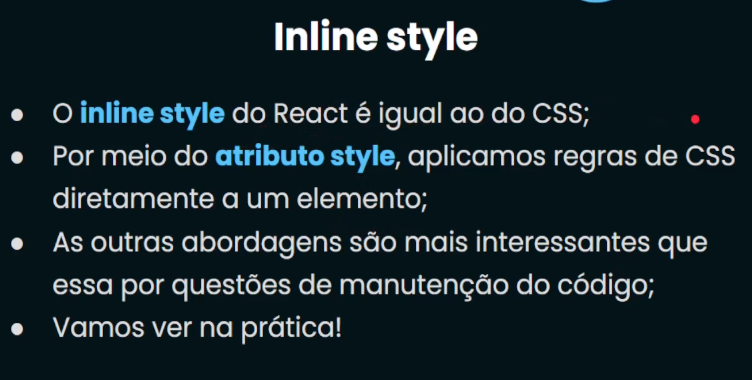 Inline style
● O inline style do React é igual ao do CSS;
● Por meio do atributo style, aplicamos regras de CSS
diretamente a um elemento;
● As outras abordagens são mais interessantes que
essa por questões de manutenção do código;
● Vamos ver na prática!